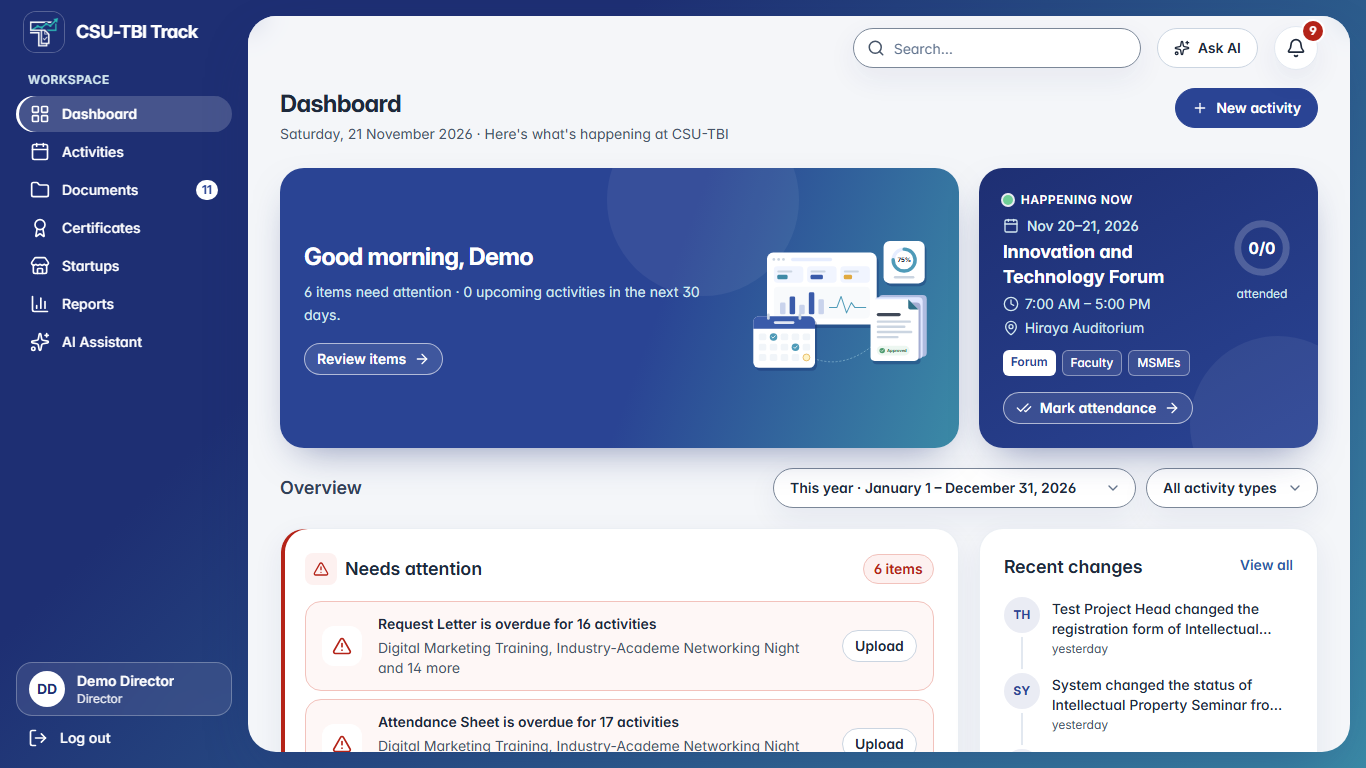 CSU-TBI Track
WORKSPACE
Dashboard
Activities
Documents
11
Certificates
Startups
Reports
AI Assistant
DD
Demo Director
Director
Log out
Search...
Ask AI
9
Dashboard
Saturday, 21 November 2026 · Here's what's happening at CSU-TBI
New activity
Good morning, Demo
6 items need attention · 0 upcoming activities in the next 30
days.
Review items
75%
Approved
HAPPENING NOW
Nov 20–21, 2026
Innovation and
Technology Forum
7:00 AM – 5:00 PM
Hiraya Auditorium
Forum
Faculty
MSMEs
Mark attendance
0/0
attended
Overview
This year · January 1 – December 31, 2026
All activity types
Needs attention
6 items
Request Letter is overdue for 16 activities
Digital Marketing Training, Industry-Academe Networking Night
and 14 more
Upload
Attendance Sheet is overdue for 17 activities
Digital Marketing Training, Industry-Academe Networking Night
Upload
Recent changes
View all
TH
Test Project Head changed the
registration form of Intellectual...
yesterday
SY
System changed the status of
Intellectual Property Seminar fro...
yesterday